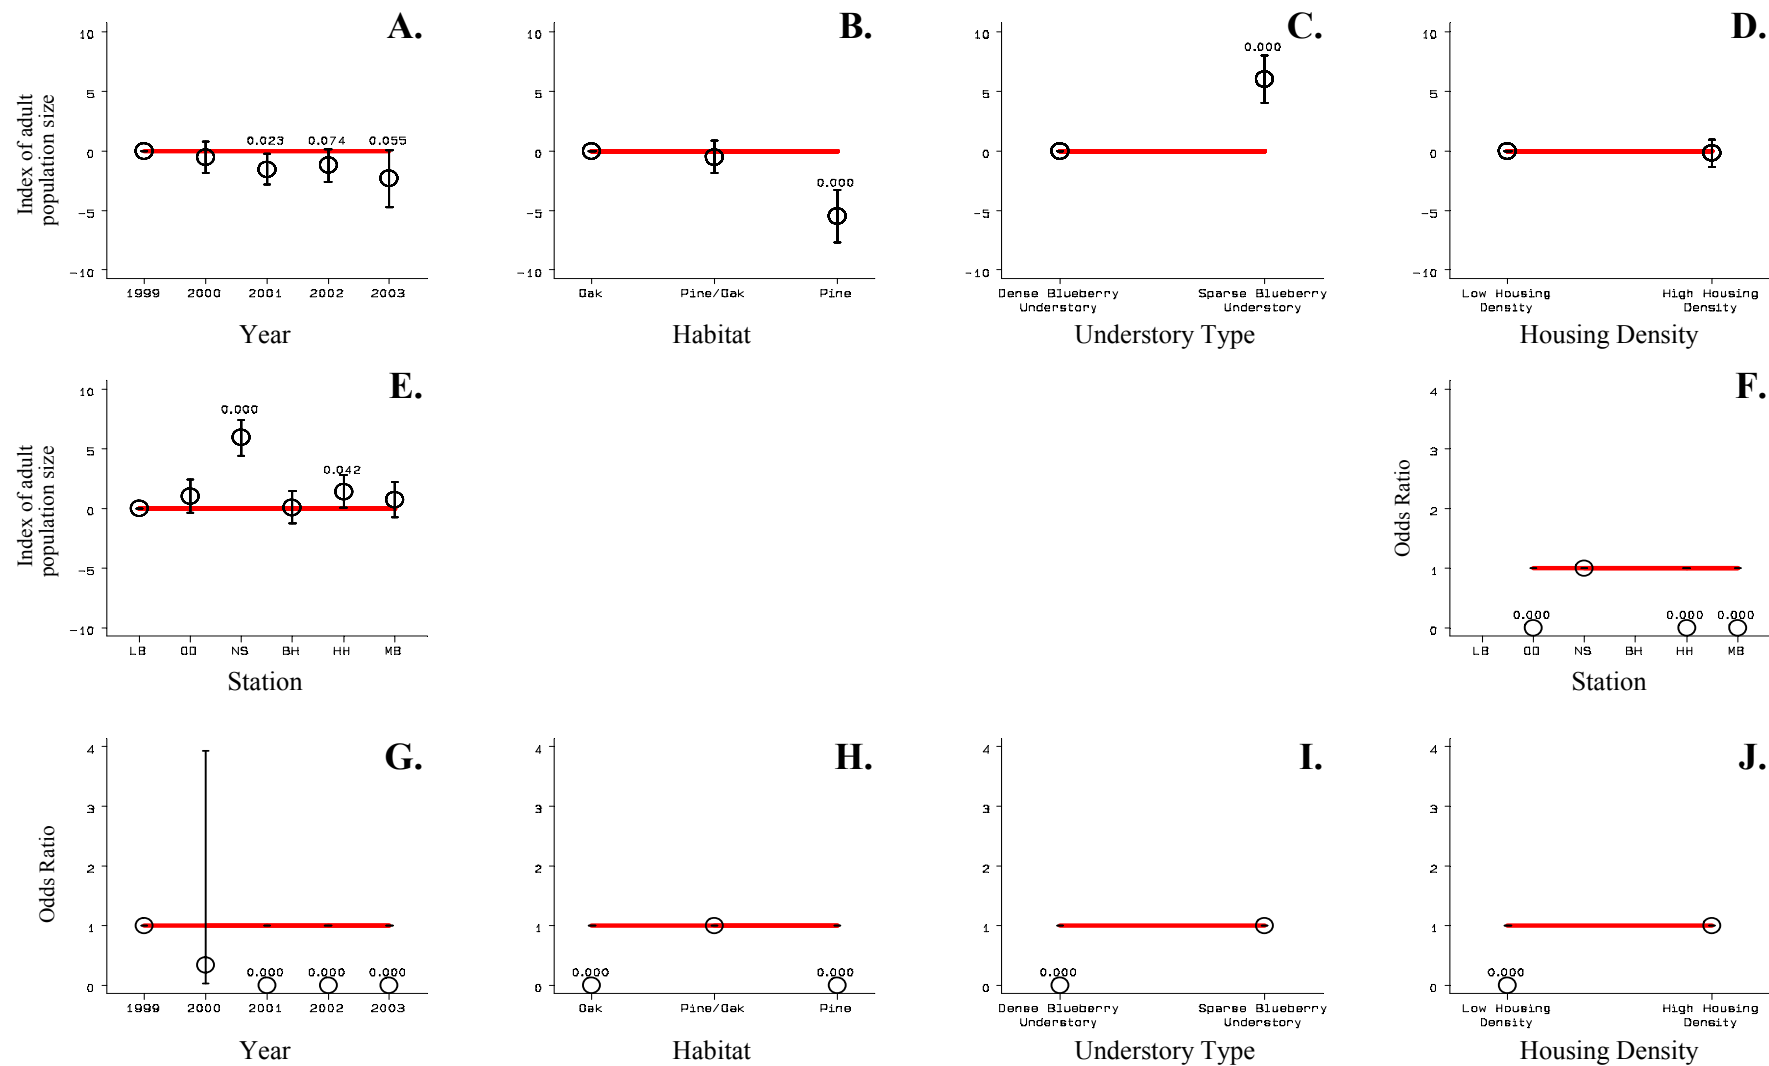 A.
10
5
0
-5
-10
Index of adult
population size
0.023 0.074 0.055
1999 2000 2001 2002 2003
Year
B.
10
5
0
-5
-10
0.000
Oak Pine/Oak Pine
Habitat
C.
10
5
0
-5
-10
0.000
Dense Blueberry Understory
Sparse Blueberry Understory
Understory Type
D.
10
5
0
-5
-10
Low Housing Density
High Housing Density
Housing Density
E.
10
5
0
-5
-10
Index of adult
population size
0.000
0.042
LB OD NS BH HH MB
Station
F.
4
3
2
1
0
Odds Ratio
0.000 0.000 0.000
LB OD NS BH HH MB
Station
G.
4
3
2
1
0
Odds Ratio
0.000 0.000 0.000
1999 2000 2001 2002 2003
Year
H.
4
3
2
1
0
0.000 0.000
Oak Pine/Oak Pine
Habitat
I.
4
3
2
1
0
0.000
Dense Blueberry Understory
Sparse Blueberry Understory
Understory Type
J.
4
3
2
1
0
0.000
Low Housing Density
High Housing Density
Housing Density